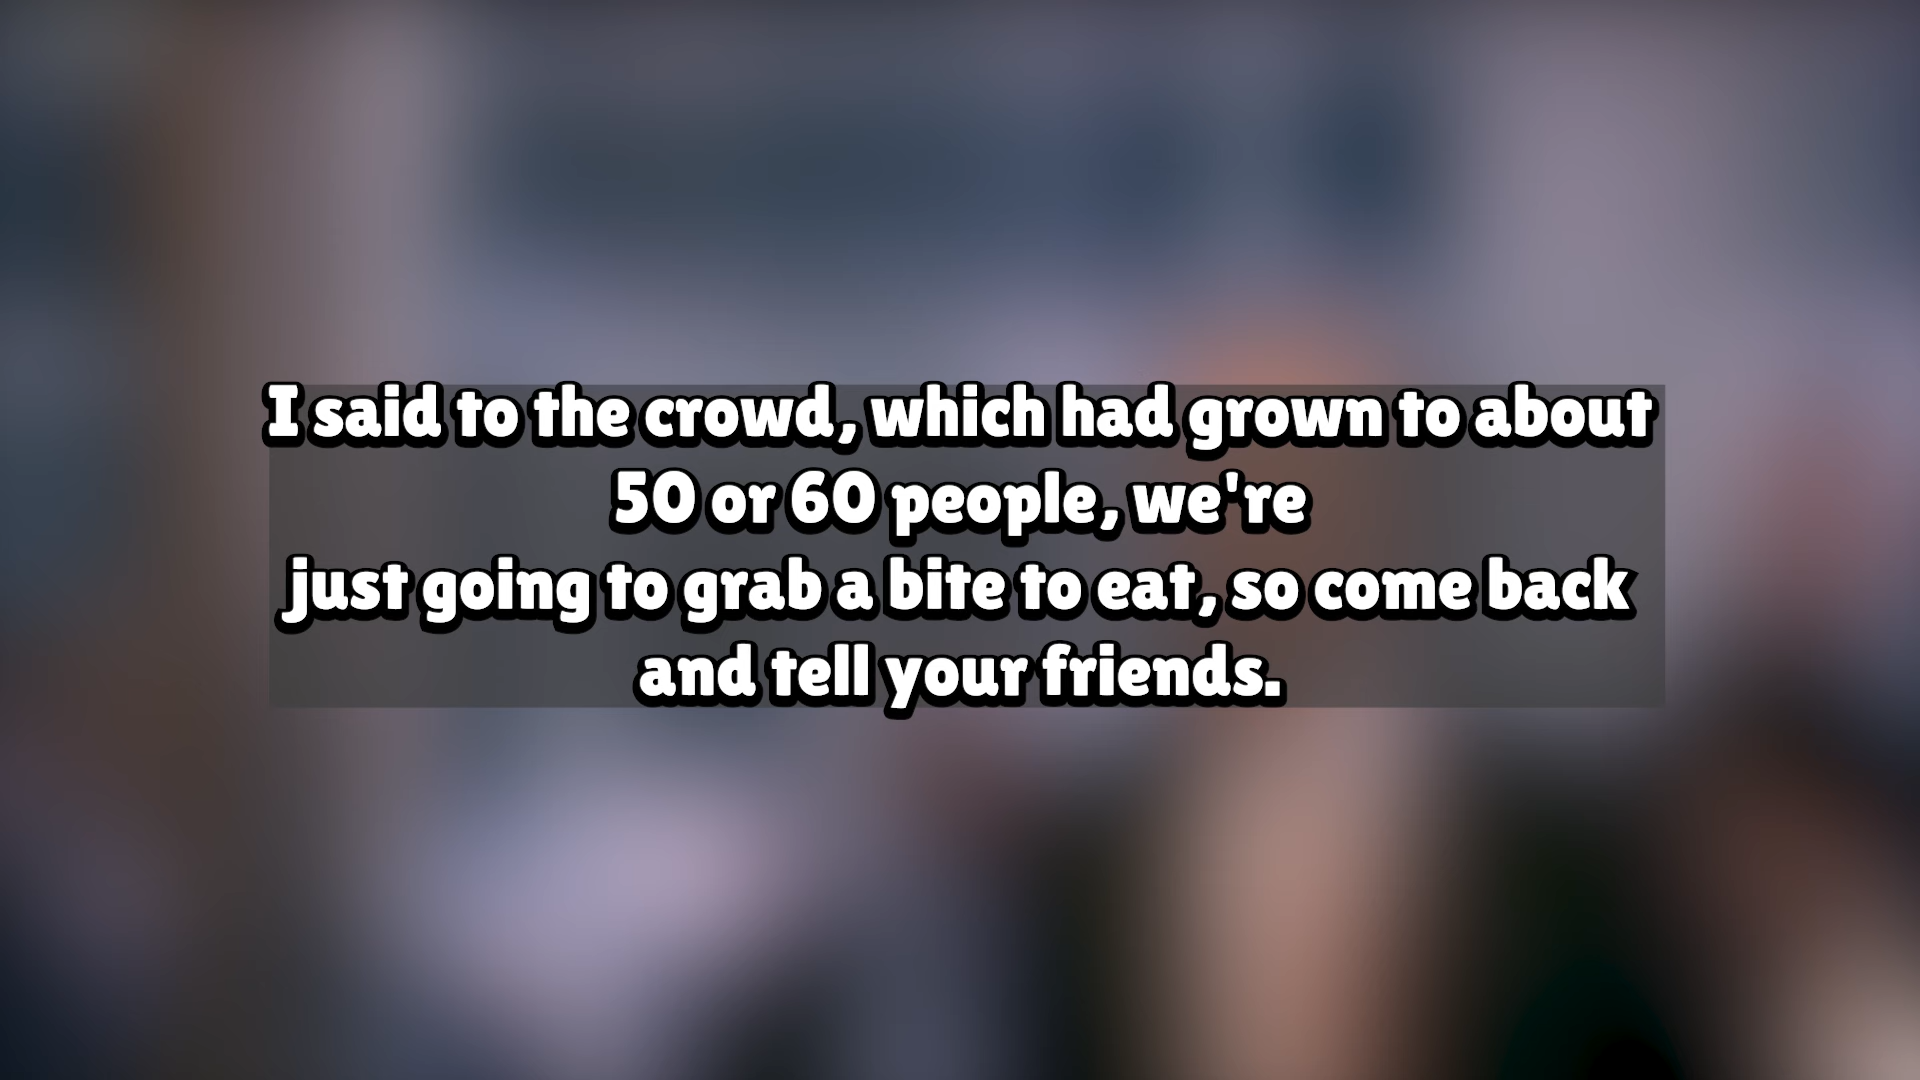 I said to the crowd, which had grown to about
50 or 60 people, we're
just going to grab a bite to eat, so come back
and tell your friends.